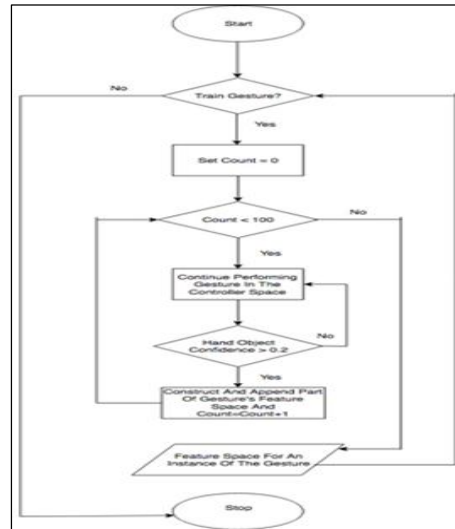 Start
No
Train Gesture?
Yes
Set Count = 0
Count < 100
No
Yes
Continue Performing
Gesture In The
Controller Space
Hand Object
Confidence > 0.2
No
Yes
Construct And Append Part
Of Gesture's Feature
Space And
Count=Count+1
Feature Space For An
Instance Of The Gesture
Stop